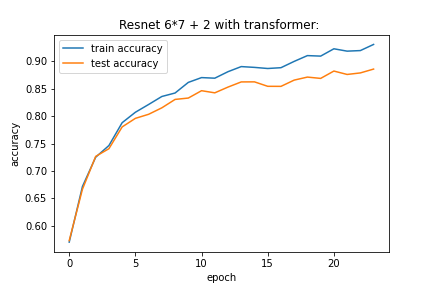 Resnet 6*7 + 2 with transformer:
train accuracy
test accuracy
accuracy
0.90
0.85
0.80
0.75
0.70
0.65
0.60
0 5 10 15 20
epoch